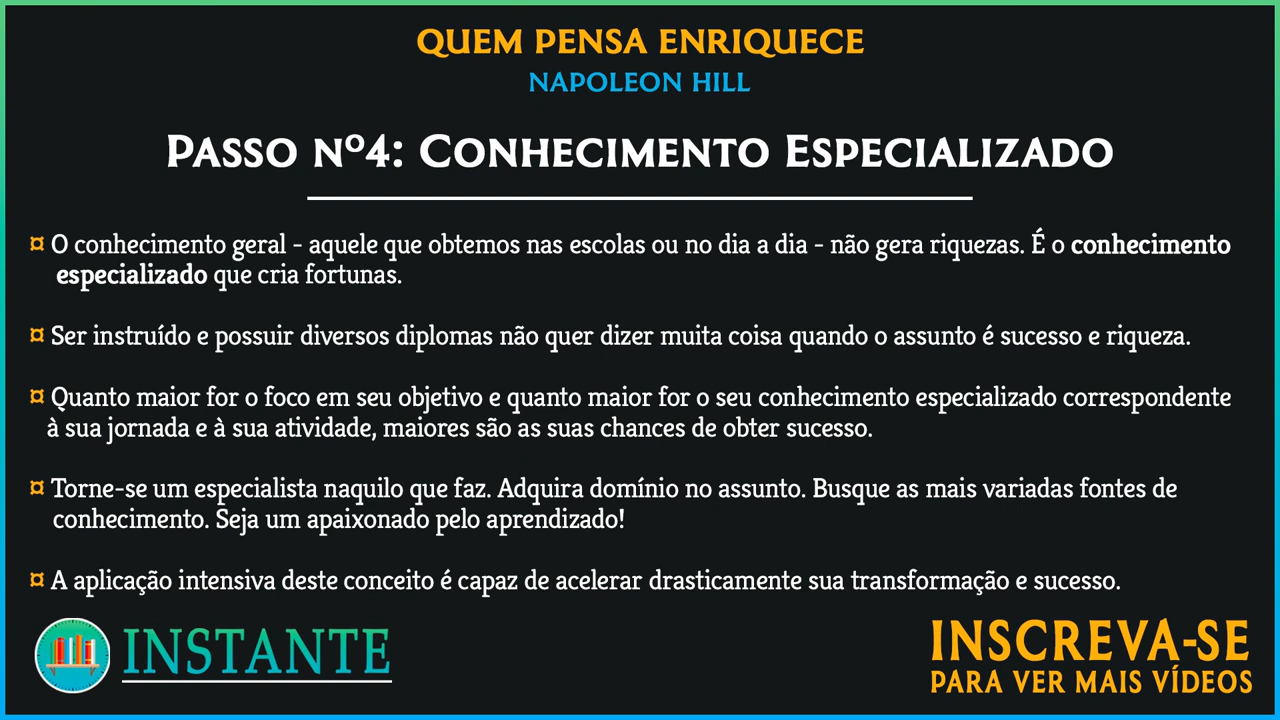 QUEM PENSA ENRIQUECE
NAPOLEON HILL
PASSO Nº4: CONHECIMENTO ESPECIALIZADO
¤ O conhecimento geral - aquele que obtemos nas escolas ou no dia a dia - não gera riquezas. É o conhecimento
especializado que cria fortunas.
¤ Ser instruído e possuir diversos diplomas não quer dizer muita coisa quando o assunto é sucesso e riqueza.
¤ Quanto maior for o foco em seu objetivo e quanto maior for o seu conhecimento especializado correspondente
à sua jornada e à sua atividade, maiores são as suas chances de obter sucesso.
¤ Torne-se um especialista naquilo que faz. Adquira domínio no assunto. Busque as mais variadas fontes de
conhecimento. Seja um apaixonado pelo aprendizado!
¤ A aplicação intensiva deste conceito é capaz de acelerar drasticamente sua transformação e sucesso.
INSTANTE
INSCREVA-SE
PARA VER MAIS VÍDEOS